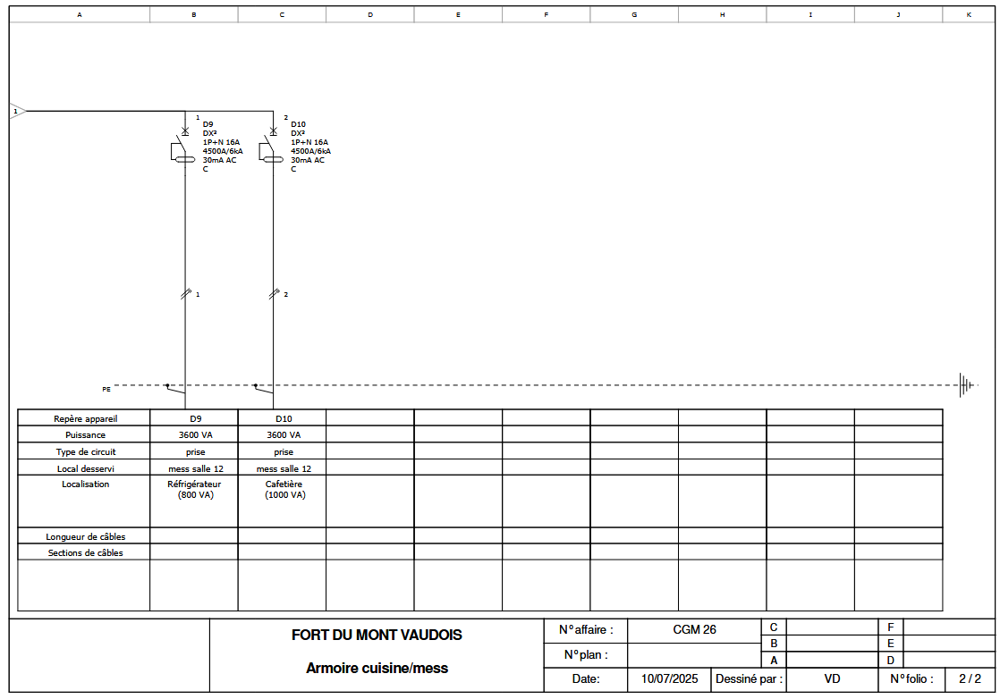 A B C D E F G H I J K
1
1 2
D9 D10
DX² DX²
1P+N 16A 1P+N 16A
4500A/6kA 4500A/6kA
30mA AC 30mA AC
C C
1 2
PE
Repère appareil D9 D10
Puissance 3600 VA 3600 VA
Type de circuit prise prise
Local desservi mess salle 12 mess salle 12
Localisation Réfrigérateur Cafetière
(800 VA) (1000 VA)
Longueur de câbles
Sections de câbles
FORT DU MONT VAUDOIS
Armoire cuisine/mess
N° affaire : CGM 26 C F
N° plan : B E
A D
Date: 10/07/2025 Dessiné par : VD N° folio : 2 / 2